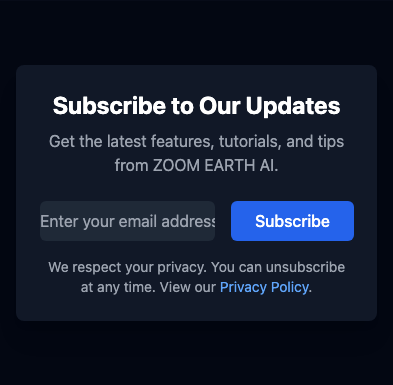 Subscribe to Our Updates
Get the latest features, tutorials, and tips
from ZOOM EARTH AI.
Enter your email address
Subscribe
We respect your privacy. You can unsubscribe
at any time. View our Privacy Policy.